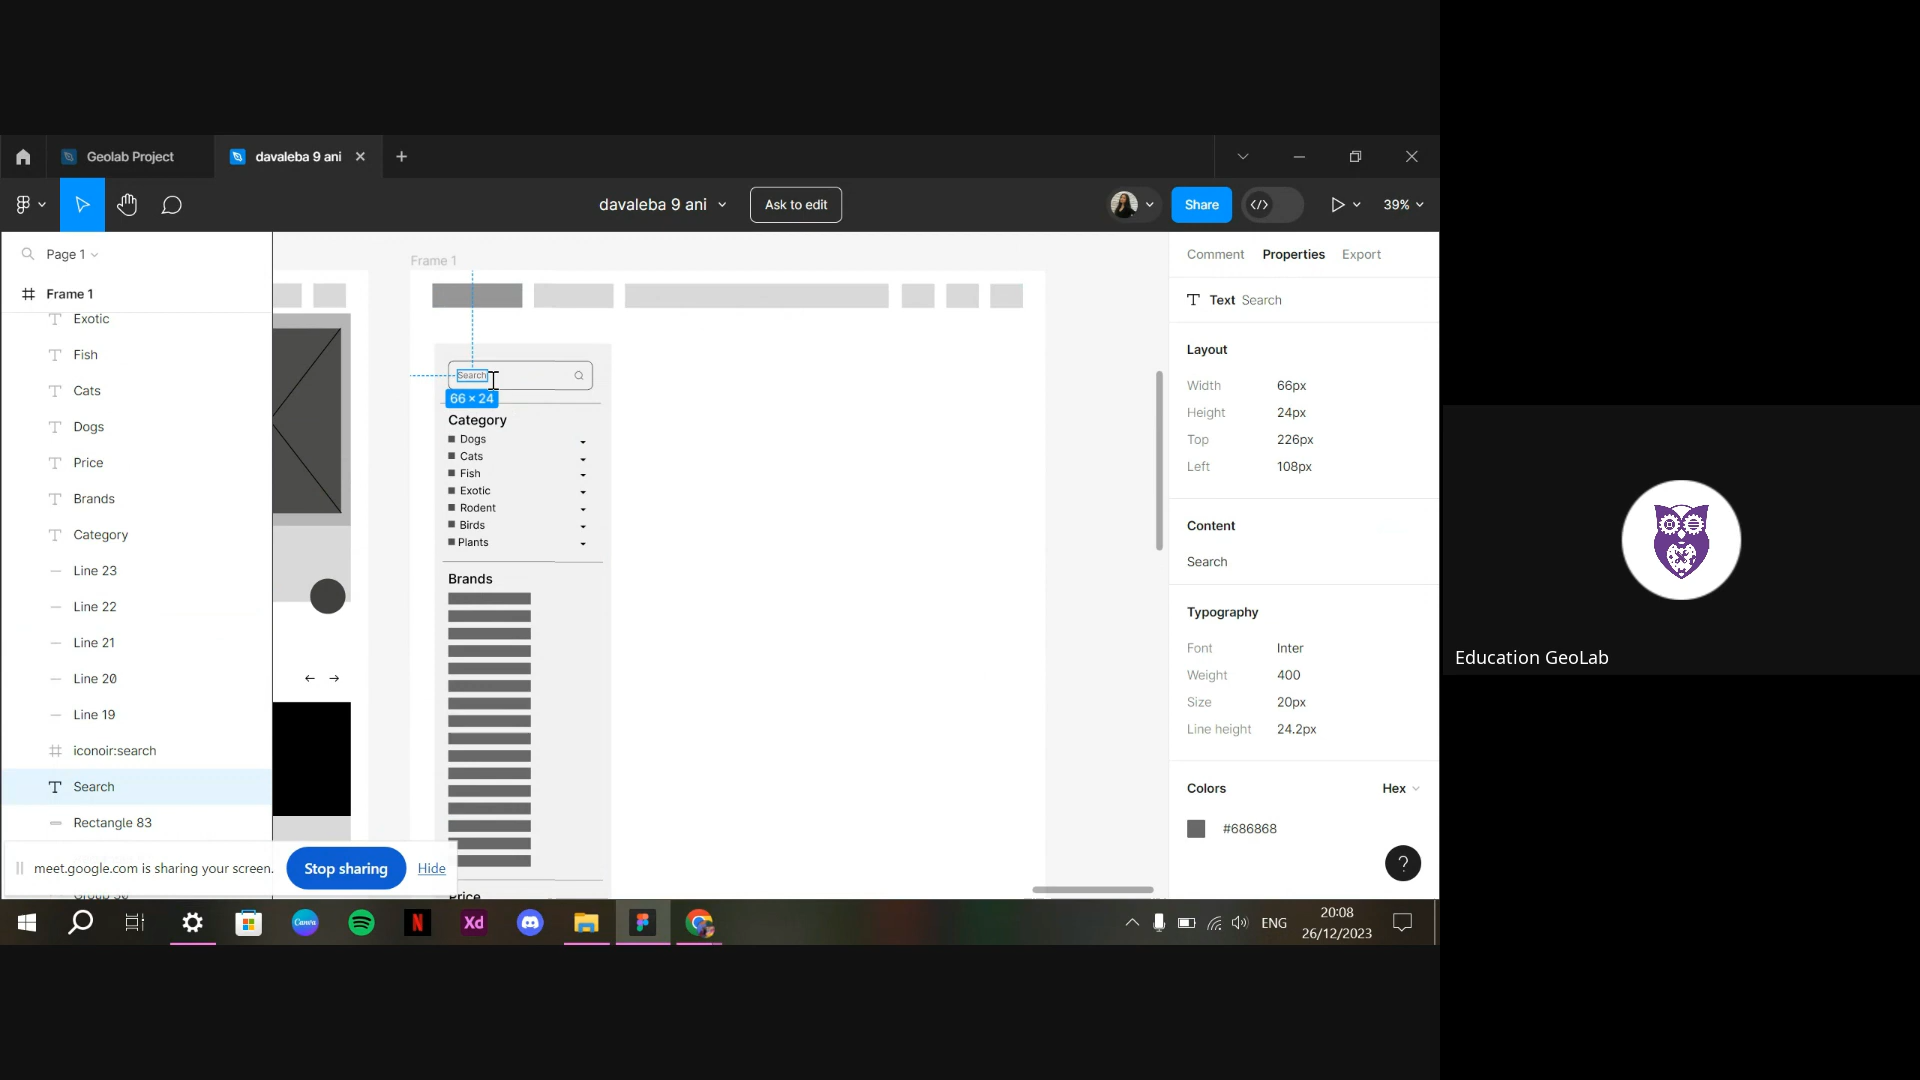 Geolab Project
davaleba 9 ani
davaleba 9 ani
Ask to edit
Share
39%
Page 1
Frame 1
Exotic
Fish
Cats
Dogs
Price
Brands
Category
Line 23
Line 22
Line 21
Line 20
Line 19
iconoir:search
Search
Rectangle 83
Frame 1
Search
66 × 24
Category
Dogs
Cats
Fish
Exotic
Rodent
Birds
Plants
Brands
Price
Comment Properties Export
Text Search
Layout
Width 66px
Height 24px
Top 226px
Left 108px
Content
Search
Typography
Font Inter
Weight 400
Size 20px
Line height 24.2px
Colors Hex
#686868
?
meet.google.com is sharing your screen.
Stop sharing
Hide
Canva
N
Xd
ENG
20:08
26/12/2023
Education GeoLab